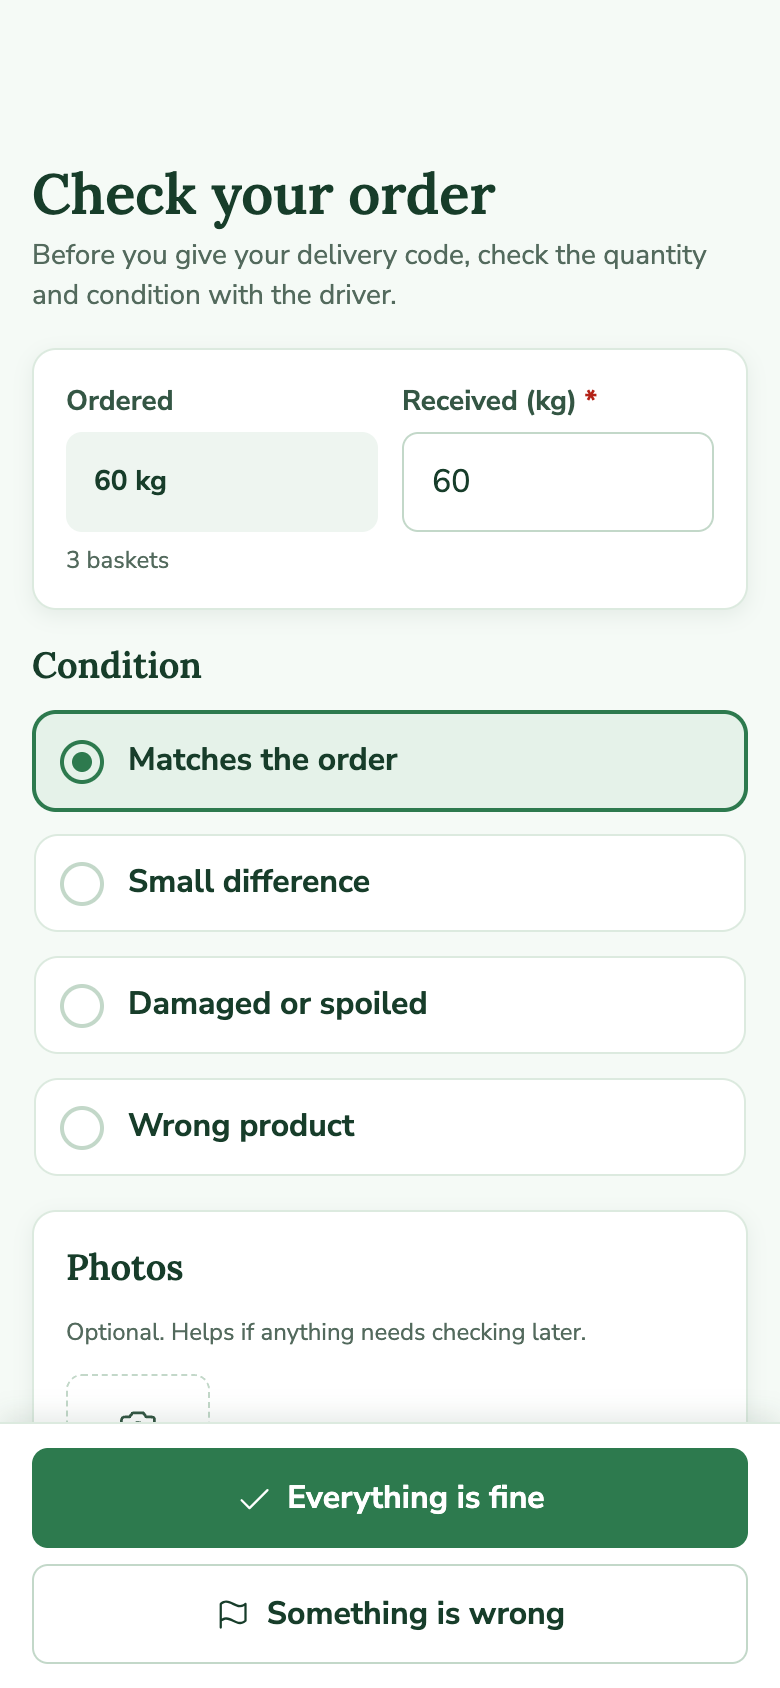 Check your order
Before you give your delivery code, check the quantity
and condition with the driver.
Ordered
Received (kg) *
60 kg
60
3 baskets
Condition
Matches the order
Small difference
Damaged or spoiled
Wrong product
Photos
Optional. Helps if anything needs checking later.
Everything is fine
Something is wrong